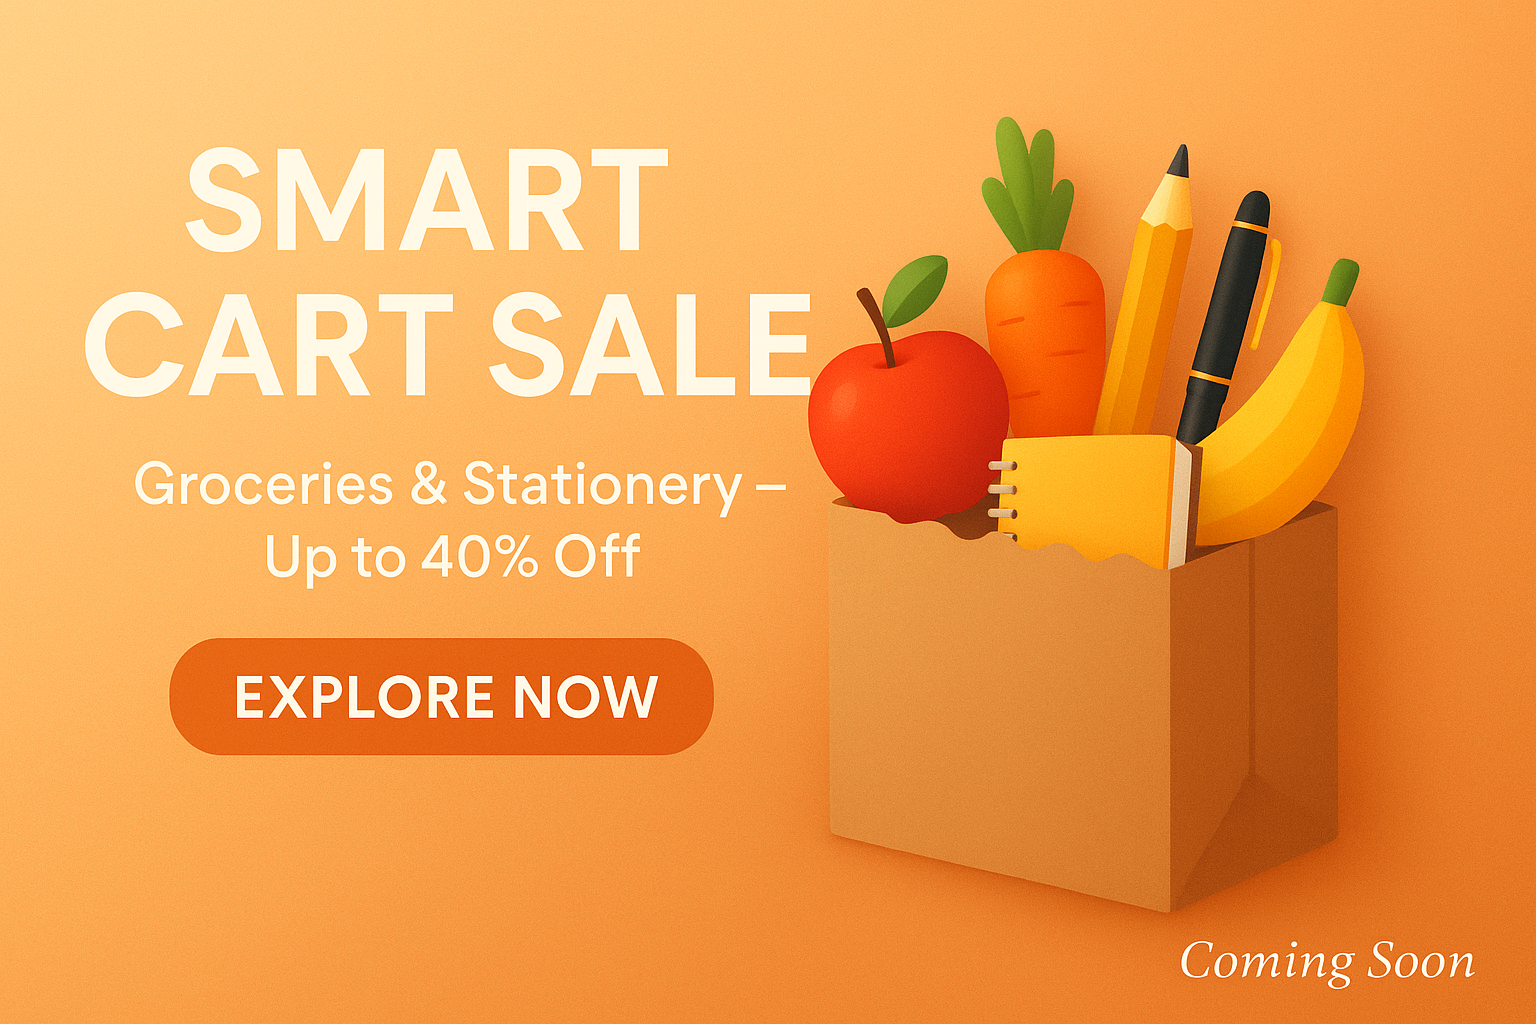 SMART
CART SALE
Groceries & Stationery –
Up to 40% Off
EXPLORE NOW
Coming Soon